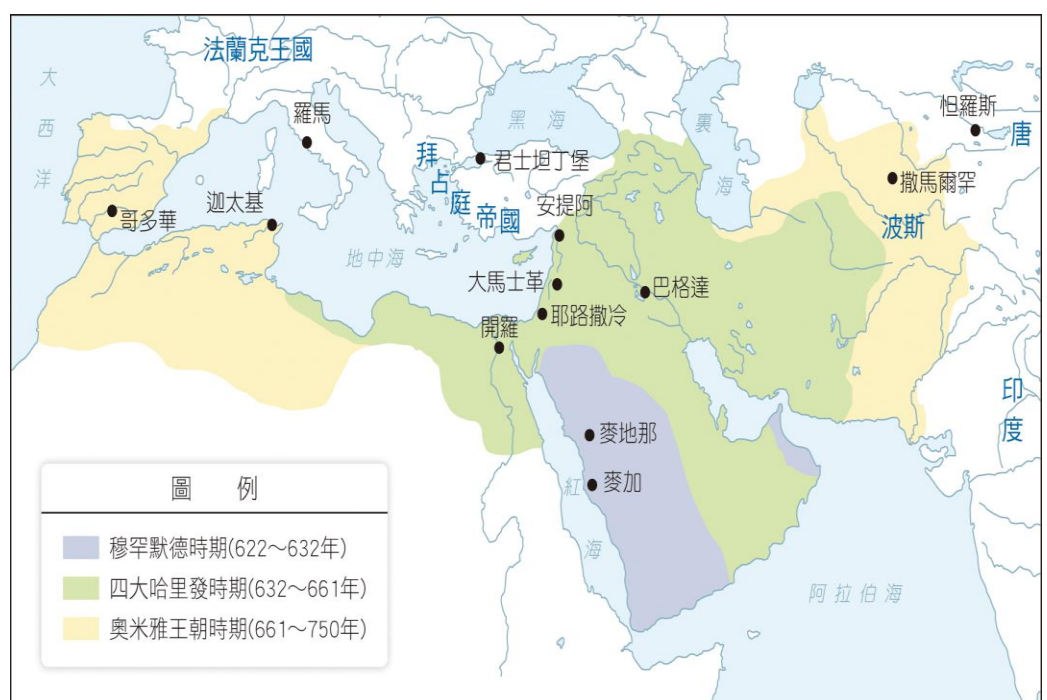 法蘭克王國
大西洋
羅馬
黑海
裏海
怛羅斯
唐
拜占庭帝國
君士坦丁堡
撒馬爾罕
迦太基
安提阿
波斯
哥多華
地中海
大馬士革
巴格達
耶路撒冷
開羅
印度
麥地那
麥加
紅海
阿拉伯海
圖 例
穆罕默德時期(622～632年)
四大哈里發時期(632～661年)
奧米雅王朝時期(661～750年)